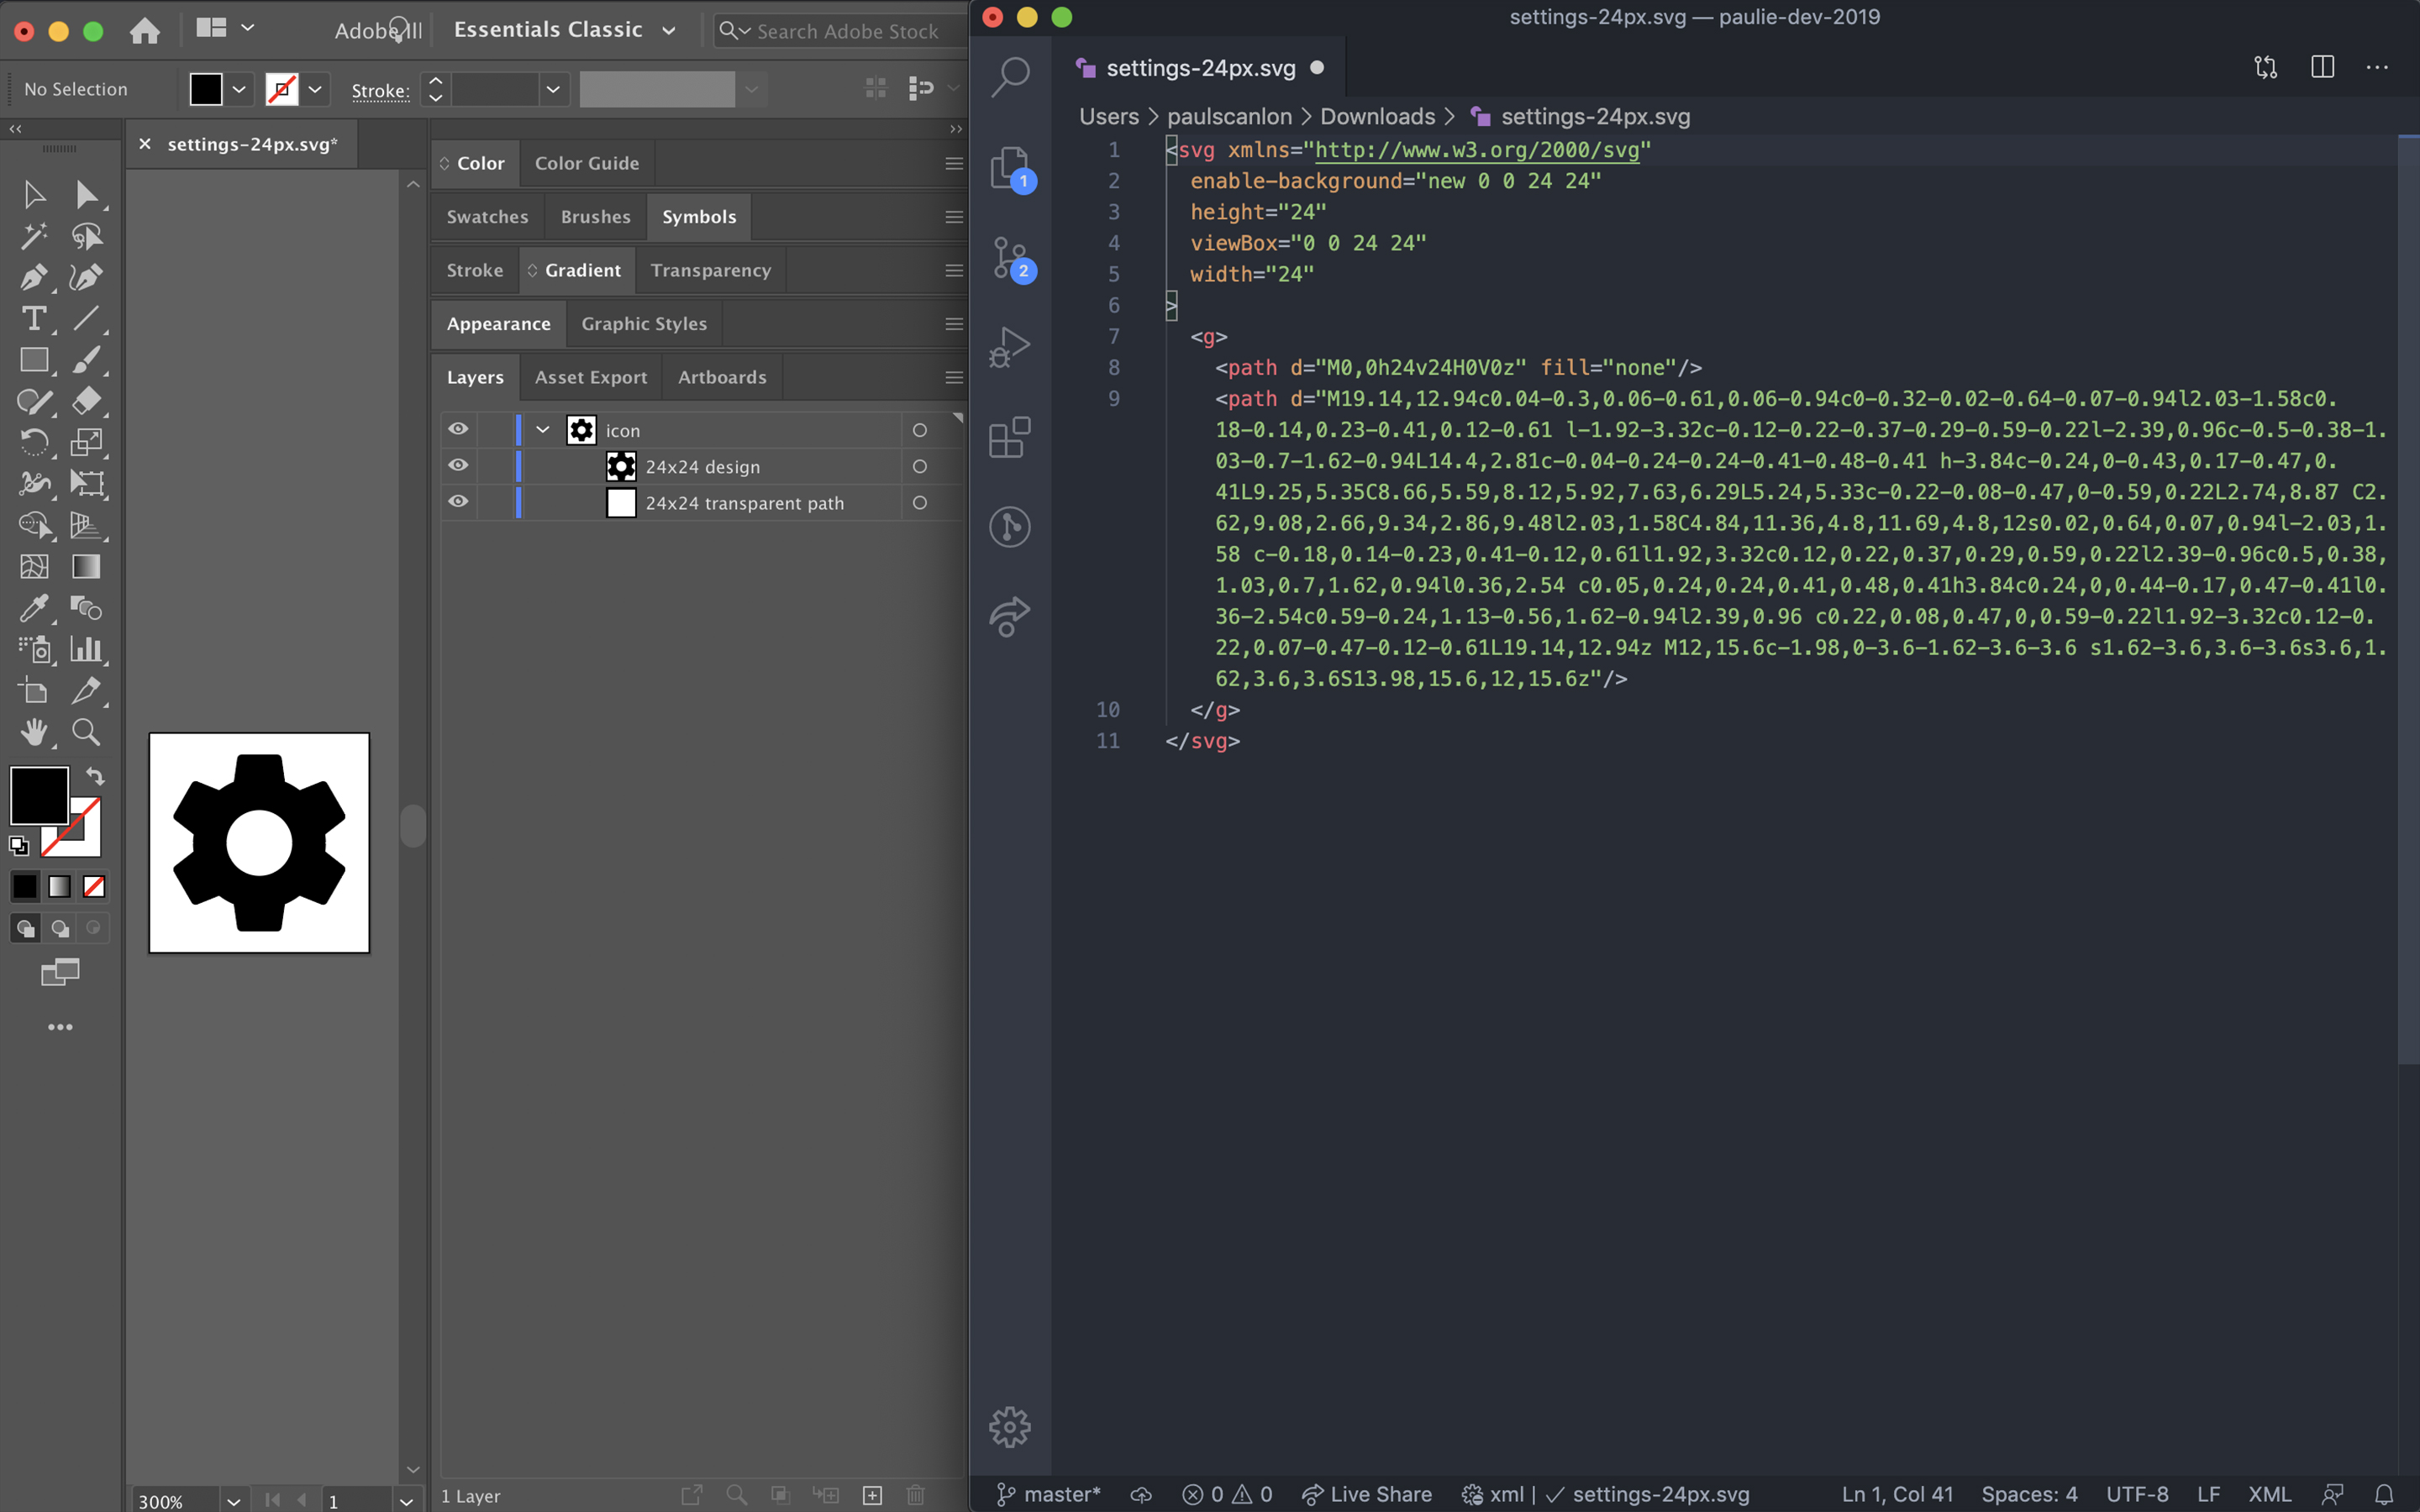 Adobe Ill
Essentials Classic
Search Adobe Stock
No Selection
Stroke:
settings-24px.svg*
Color
Color Guide
Swatches
Brushes
Symbols
Stroke
Gradient
Transparency
Appearance
Graphic Styles
Layers
Asset Export
Artboards
icon
24x24 design
24x24 transparent path
300%
1
1 Layer
settings-24px.svg — paulie-dev-2019
settings-24px.svg
Users > paulscanlon > Downloads > settings-24px.svg
1
2
1 <svg xmlns="http://www.w3.org/2000/svg"
2 enable-background="new 0 0 24 24"
3 height="24"
4 viewBox="0 0 24 24"
5 width="24"
6 >
7 <g>
8 <path d="M0,0h24v24H0V0z" fill="none"/>
9 <path d="M19.14,12.94c0.04-0.3,0.06-0.61,0.06-0.94c0-0.32-0.02-0.64-0.07-0.94l2.03-1.58c0.
18-0.14,0.23-0.41,0.12-0.61 l-1.92-3.32c-0.12-0.22-0.37-0.29-0.59-0.22l-2.39,0.96c-0.5-0.38-1.
03-0.7-1.62-0.94L14.4,2.81c-0.04-0.24-0.24-0.41-0.48-0.41 h-3.84c-0.24,0-0.43,0.17-0.47,0.
41L9.25,5.35C8.66,5.59,8.12,5.92,7.63,6.29L5.24,5.33c-0.22-0.08-0.47,0-0.59,0.22L2.74,8.87 C2.
62,9.08,2.66,9.34,2.86,9.48l2.03,1.58C4.84,11.36,4.8,11.69,4.8,12s0.02,0.64,0.07,0.94l-2.03,1.
58 c-0.18,0.14-0.23,0.41-0.12,0.61l1.92,3.32c0.12,0.22,0.37,0.29,0.59,0.22l2.39-0.96c0.5,0.38,
1.03,0.7,1.62,0.94l0.36,2.54 c0.05,0.24,0.24,0.41,0.48,0.41h3.84c0.24,0,0.44-0.17,0.47-0.41l0.
36-2.54c0.59-0.24,1.13-0.56,1.62-0.94l2.39,0.96 c0.22,0.08,0.47,0,0.59-0.22l1.92-3.32c0.12-0.
22,0.07-0.47-0.12-0.61L19.14,12.94z M12,15.6c-1.98,0-3.6-1.62-3.6-3.6 s1.62-3.6,3.6-3.6s3.6,1.
62,3.6,3.6S13.98,15.6,12,15.6z"/>
10 </g>
11 </svg>
master* 0 0 Live Share xml | settings-24px.svg Ln 1, Col 41 Spaces: 4 UTF-8 LF XML